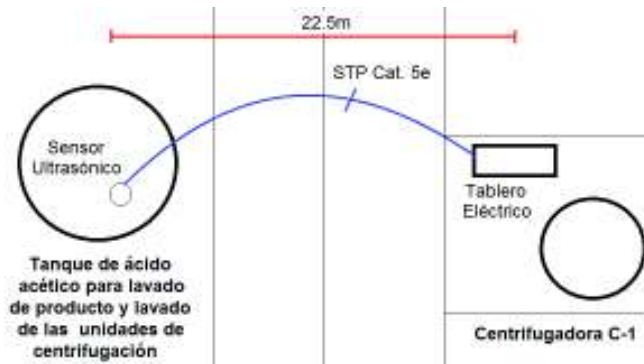 22.5m
STP Cat. 5e
Sensor
Ultrasónico
Tablero
Eléctrico
Tanque de ácido
acético para lavado
de producto y lavado
de las unidades de
centrifugación
Centrifugadora C-1